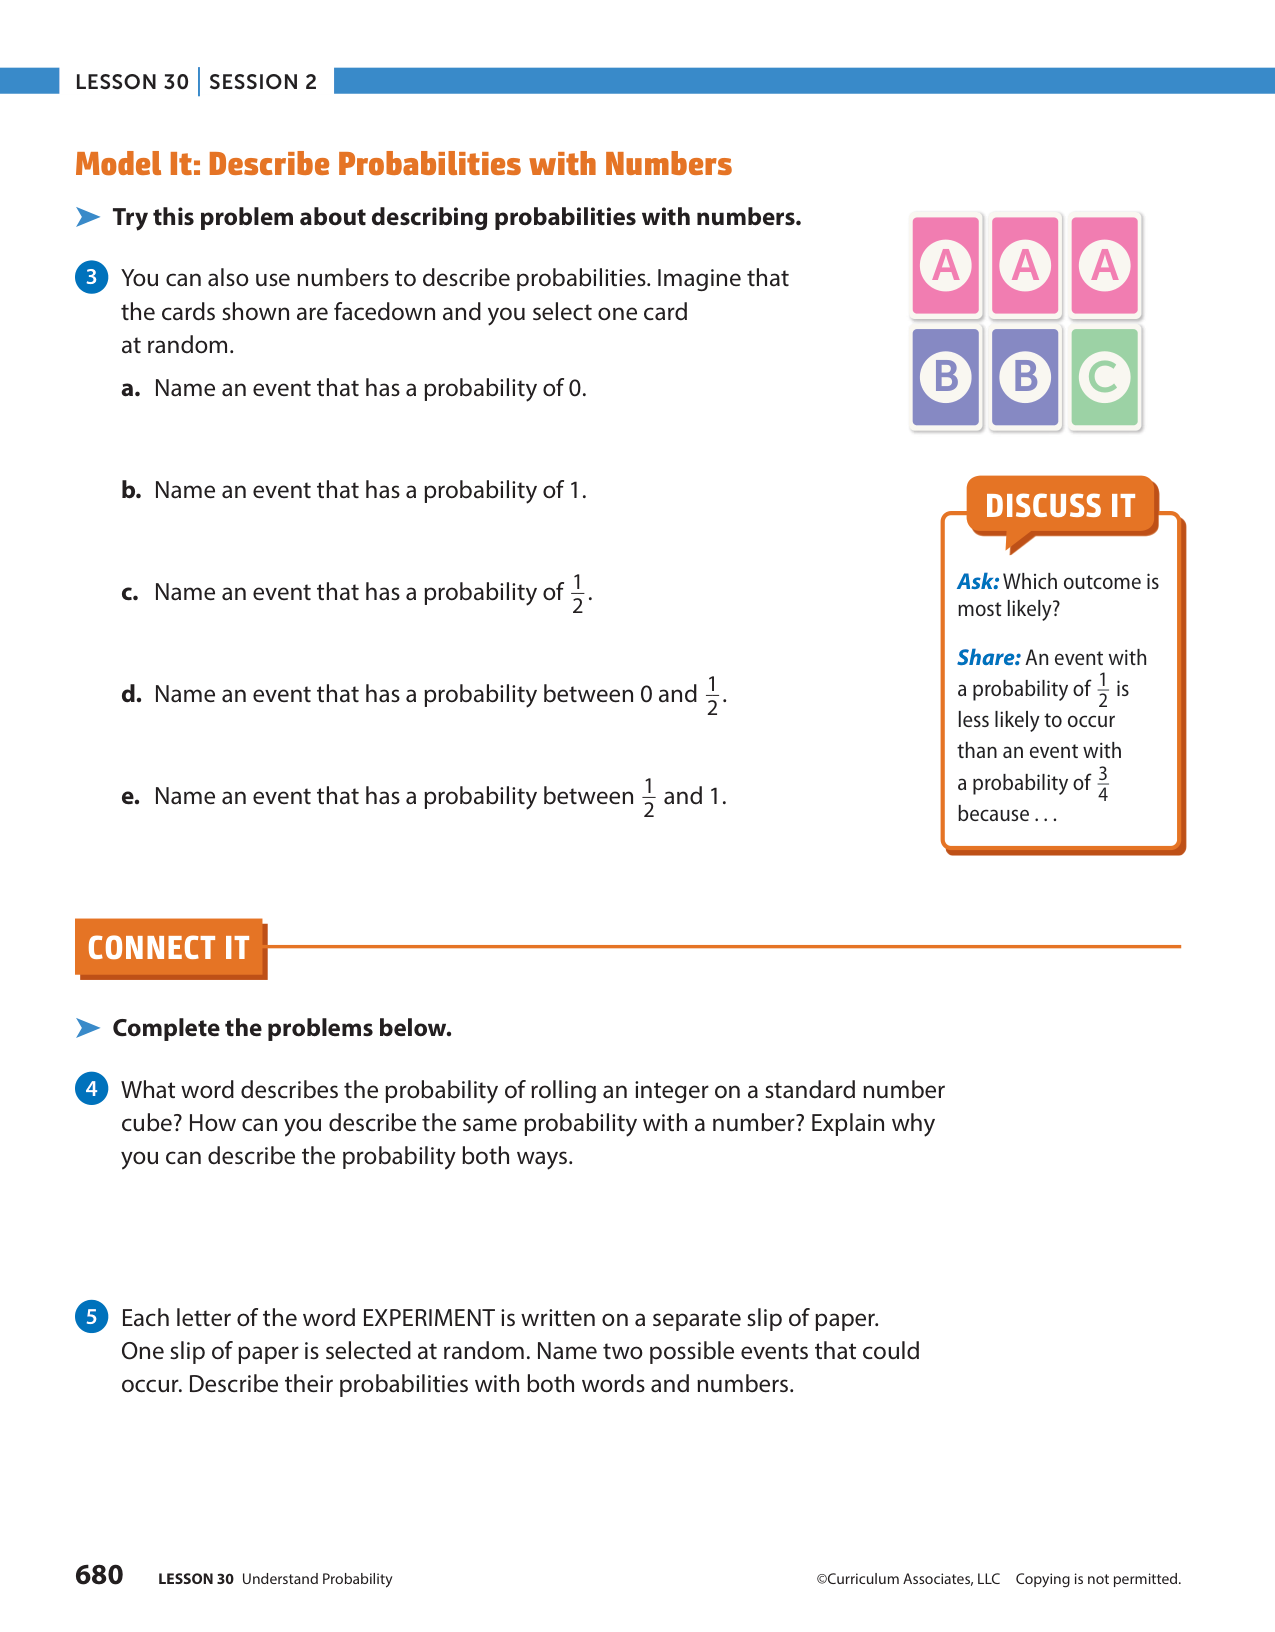 LESSON 30 | SESSION 2
Model It: Describe Probabilities with Numbers
➤ Try this problem about describing probabilities with numbers.
3 You can also use numbers to describe probabilities. Imagine that
the cards shown are facedown and you select one card
at random.
A A A
B B C
a. Name an event that has a probability of 0.
b. Name an event that has a probability of 1.
c. Name an event that has a probability of 1/2.
d. Name an event that has a probability between 0 and 1/2.
e. Name an event that has a probability between 1/2 and 1.
DISCUSS IT
Ask: Which outcome is
most likely?
Share: An event with
a probability of 1/2 is
less likely to occur
than an event with
a probability of 3/4
because . . .
CONNECT IT
➤ Complete the problems below.
4 What word describes the probability of rolling an integer on a standard number
cube? How can you describe the same probability with a number? Explain why
you can describe the probability both ways.
5 Each letter of the word EXPERIMENT is written on a separate slip of paper.
One slip of paper is selected at random. Name two possible events that could
occur. Describe their probabilities with both words and numbers.
680 LESSON 30 Understand Probability
©Curriculum Associates, LLC Copying is not permitted.